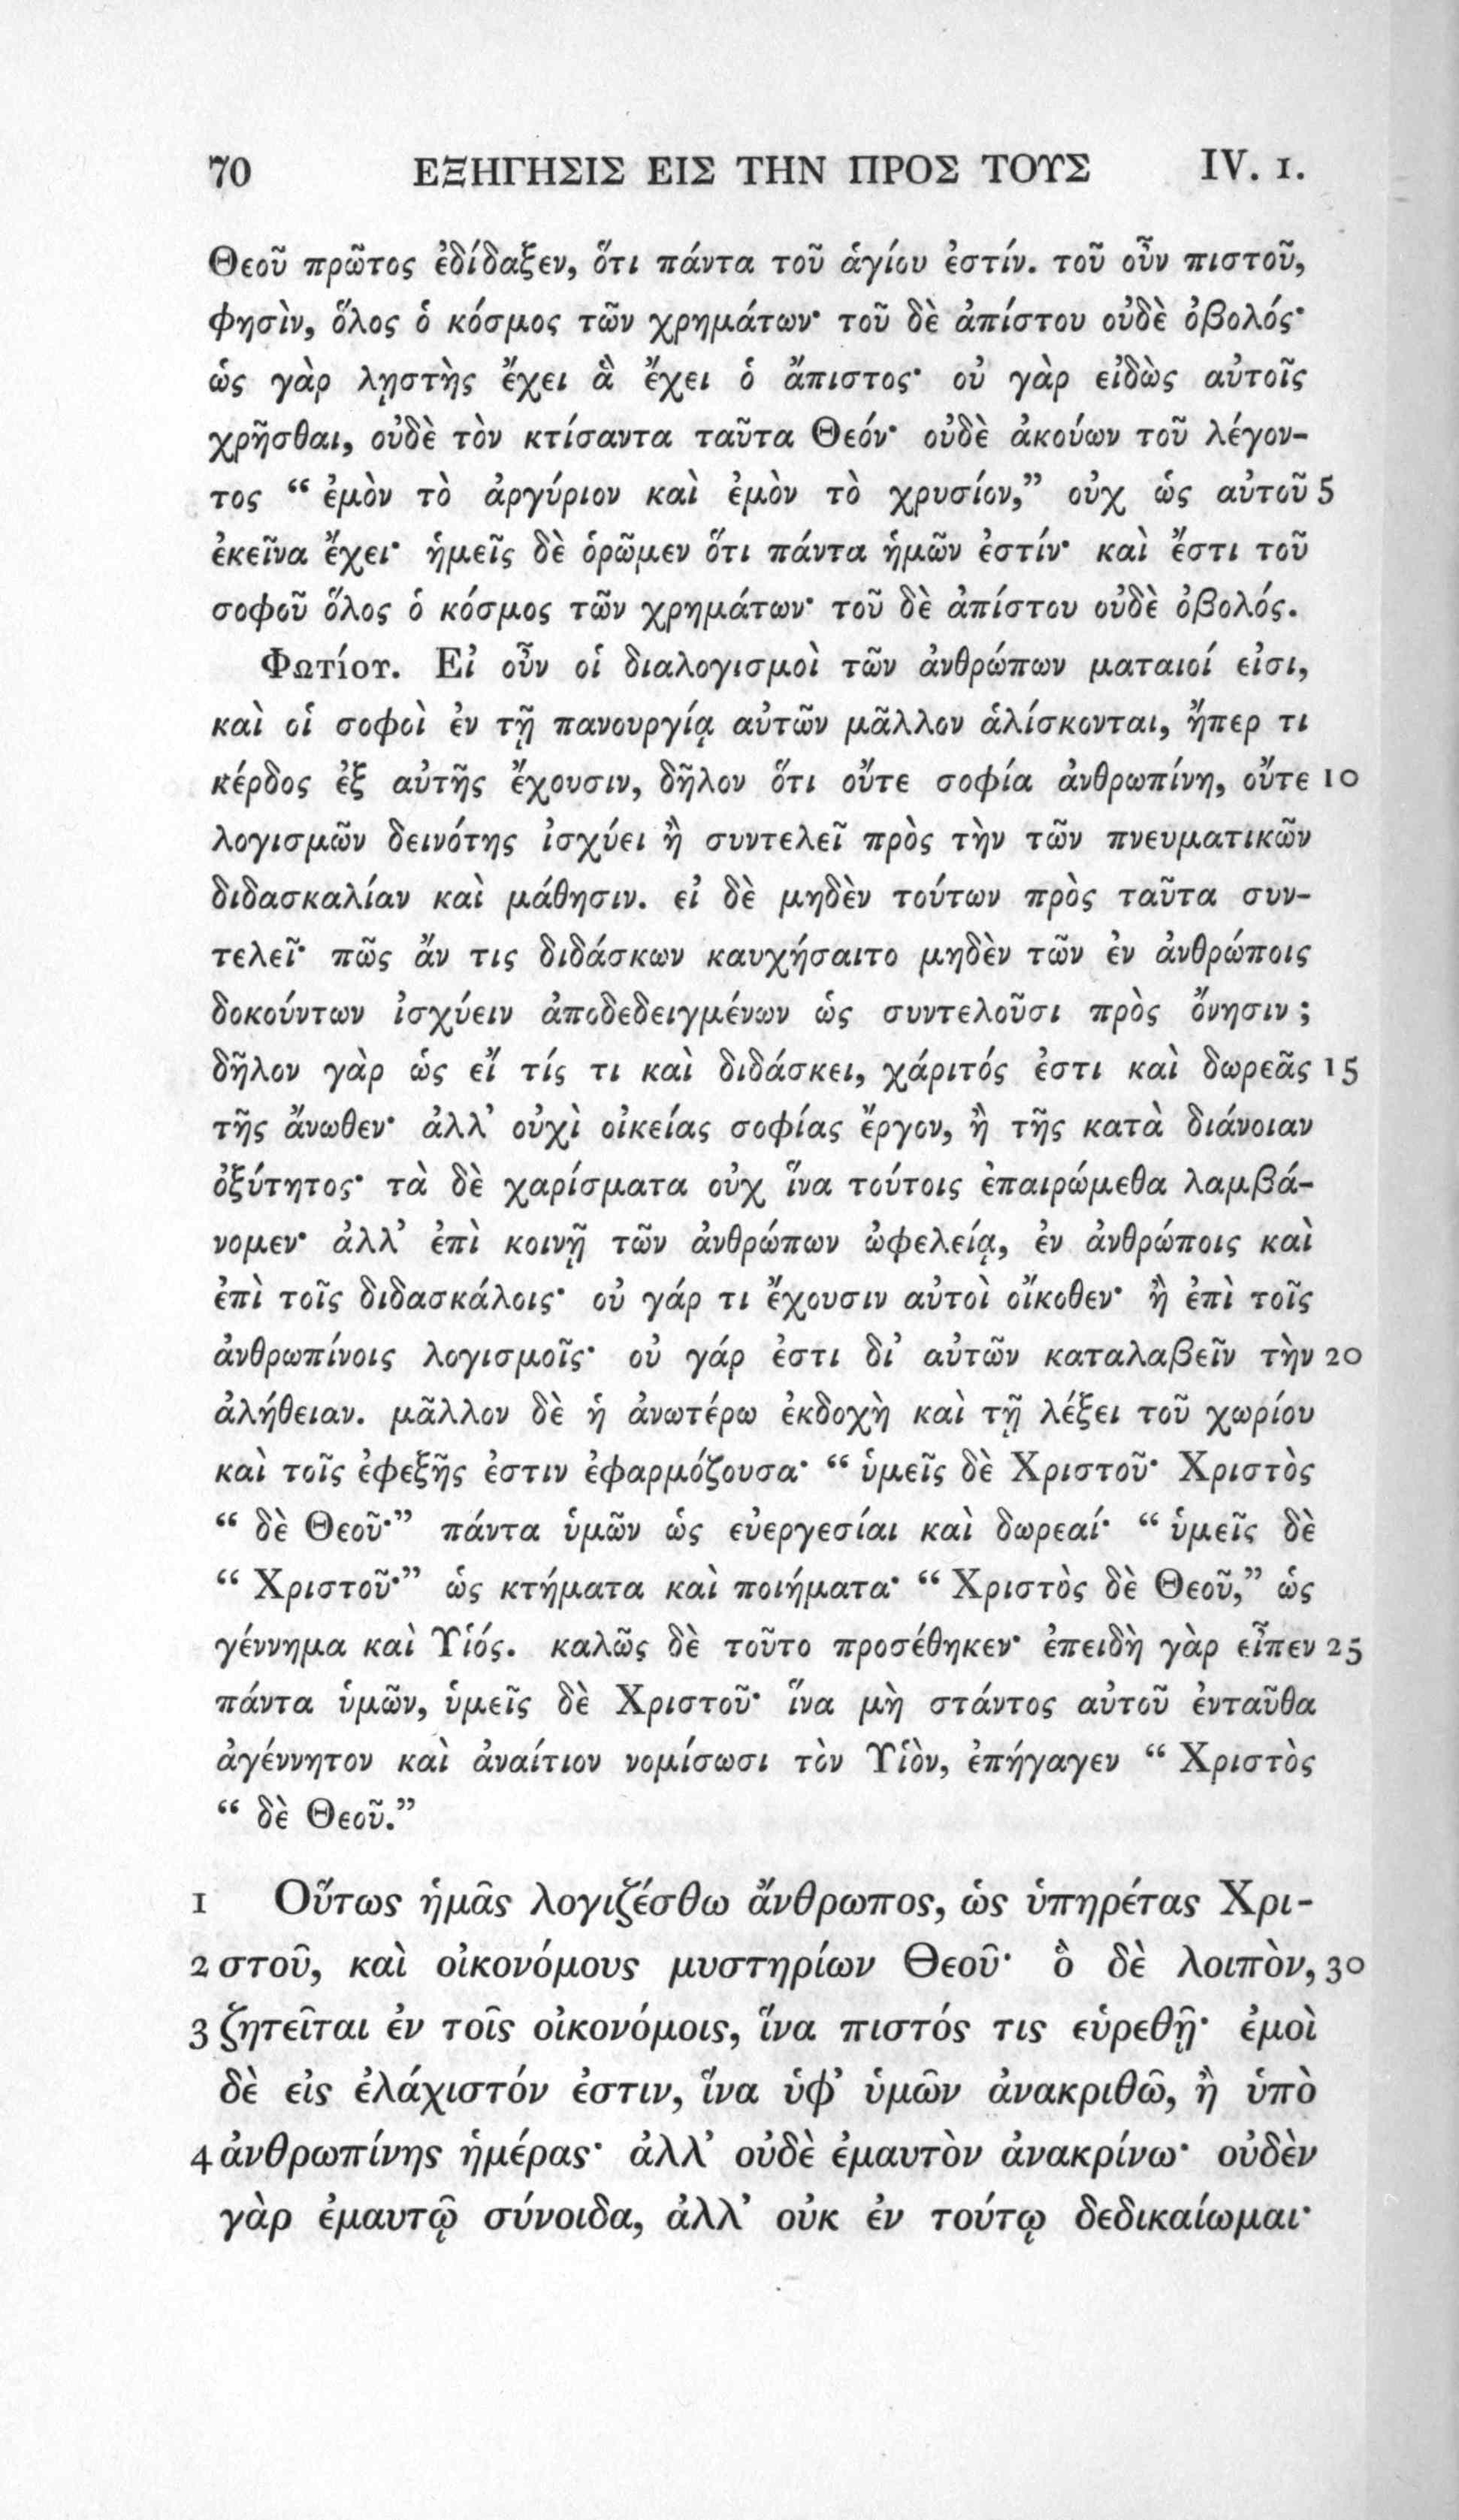 70 ΕΞΗΓΗΣΙΣ ΕΙΣ ΤΗΝ ΠΡΟΣ ΤΟΥΣ IV. 1.
Θεοῦ πρῶτος ἐδίδαξεν, ὅτι πάντα τοῦ ἁγίου ἐστίν. τοῦ οὖν πιστοῦ,
φησὶν, ὅλος ὁ κόσμος τῶν χρημάτων· τοῦ δὲ ἀπίστου οὐδὲ ὀβολός·
ὡς γὰρ λῃστὴς ἔχει ἃ ἔχει ὁ ἄπιστος· οὐ γὰρ εἰδὼς αὐτοῖς
χρῆσθαι, οὐδὲ τὸν κτίσαντα ταῦτα Θεόν· οὐδὲ ἀκούων τοῦ λέγον-
τος “ ἐμὸν τὸ ἀργύριον καὶ ἐμὸν τὸ χρυσίον,” οὐχ ὡς αὐτοῦ 5
ἐκεῖνα ἔχει· ἡμεῖς δὲ ὁρῶμεν ὅτι πάντα ἡμῶν ἐστίν· καὶ ἔστι τοῦ
σοφοῦ ὅλος ὁ κόσμος τῶν χρημάτων· τοῦ δὲ ἀπίστου οὐδὲ ὀβολός.
Φωτίου. Εἰ οὖν οἱ διαλογισμοὶ τῶν ἀνθρώπων ματαιοί εἰσι,
καὶ οἱ σοφοὶ ἐν τῇ πανουργίᾳ αὐτῶν μᾶλλον ἁλίσκονται, ἤπερ τι
κέρδος ἐξ αὐτῆς ἔχουσιν, δῆλον ὅτι οὔτε σοφία ἀνθρωπίνη, οὔτε 10
λογισμῶν δεινότης ἰσχύει ἢ συντελεῖ πρὸς τὴν τῶν πνευματικῶν
διδασκαλίαν καὶ μάθησιν. εἰ δὲ μηδὲν τούτων πρὸς ταῦτα συν-
τελεῖ· πῶς ἄν τις διδάσκων καυχήσαιτο μηδὲν τῶν ἐν ἀνθρώποις
δοκούντων ἰσχύειν ἀποδεδειγμένων ὡς συντελοῦσι πρὸς ὄνησιν ;
δῆλον γὰρ ὡς εἴ τίς τι καὶ διδάσκει, χάριτός ἐστι καὶ δωρεᾶς 15
τῆς ἄνωθεν· ἀλλ’ οὐχὶ οἰκείας σοφίας ἔργον, ἢ τῆς κατὰ διάνοιαν
ὀξύτητος· τὰ δὲ χαρίσματα οὐχ ἵνα τούτοις ἐπαιρώμεθα λαμβά-
νομεν· ἀλλ’ ἐπὶ κοινῇ τῶν ἀνθρώπων ὠφελείᾳ, ἐν ἀνθρώποις καὶ
ἐπὶ τοῖς διδασκάλοις· οὐ γάρ τι ἔχουσιν αὐτοὶ οἴκοθεν· ἢ ἐπὶ τοῖς
ἀνθρωπίνοις λογισμοῖς· οὐ γάρ ἐστι δι’ αὐτῶν καταλαβεῖν τὴν 20
ἀλήθειαν. μᾶλλον δὲ ἡ ἀνωτέρω ἐκδοχὴ καὶ τῇ λέξει τοῦ χωρίου
καὶ τοῖς ἐφεξῆς ἐστιν ἐφαρμόζουσα· “ ὑμεῖς δὲ Χριστοῦ· Χριστὸς
“ δὲ Θεοῦ·” πάντα ὑμῶν ὡς εὐεργεσίαι καὶ δωρεαί· “ ὑμεῖς δὲ
“ Χριστοῦ·” ὡς κτήματα καὶ ποιήματα· “ Χριστὸς δὲ Θεοῦ,” ὡς
γέννημα καὶ Υἱός. καλῶς δὲ τοῦτο προσέθηκεν· ἐπειδὴ γὰρ εἶπεν 25
πάντα ὑμῶν, ὑμεῖς δὲ Χριστοῦ· ἵνα μὴ στάντος αὐτοῦ ἐνταῦθα
ἀγέννητον καὶ ἀναίτιον νομίσωσι τὸν Υἱὸν, ἐπήγαγεν “ Χριστὸς
“ δὲ Θεοῦ.”
1 Οὕτως ἡμᾶς λογιζέσθω ἄνθρωπος, ὡς ὑπηρέτας Χρι-
2 στοῦ, καὶ οἰκονόμους μυστηρίων Θεοῦ· ὃ δὲ λοιπὸν, 30
3 ζητεῖται ἐν τοῖς οἰκονόμοις, ἵνα πιστός τις εὑρεθῇ· ἐμοὶ
δὲ εἰς ἐλάχιστόν ἐστιν, ἵνα ὑφ’ ὑμῶν ἀνακριθῶ, ἢ ὑπὸ
4 ἀνθρωπίνης ἡμέρας· ἀλλ’ οὐδὲ ἐμαυτὸν ἀνακρίνω· οὐδὲν
γὰρ ἐμαυτῷ σύνοιδα, ἀλλ’ οὐκ ἐν τούτῳ δεδικαίωμαι·